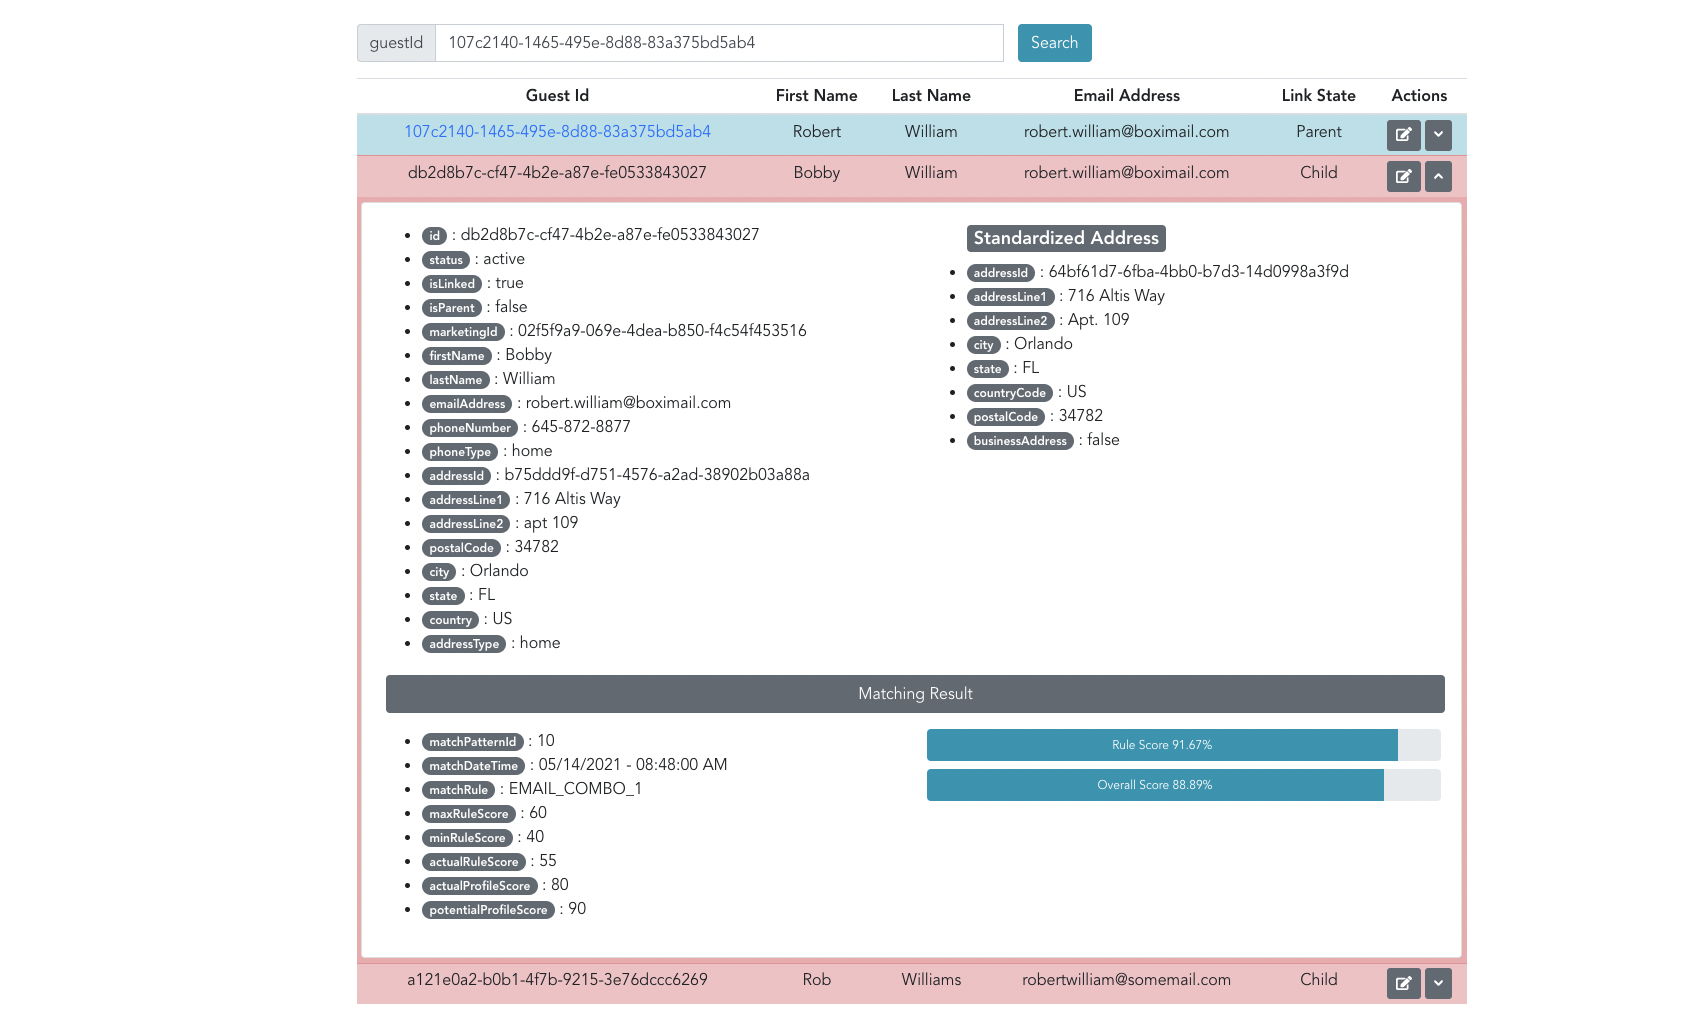 guestId 107c2140-1465-495e-8d88-83a375bd5ab4 Search
Guest Id First Name Last Name Email Address Link State Actions
107c2140-1465-495e-8d88-83a375bd5ab4 Robert William robert.william@boximail.com Parent
db2d8b7c-cf47-4b2e-a87e-fe0533843027 Bobby William robert.william@boximail.com Child
id : db2d8b7c-cf47-4b2e-a87e-fe0533843027
status : active
isLinked : true
isParent : false
marketingId : 02f5f9a9-069e-4dea-b850-f4c54f453516
firstName : Bobby
lastName : William
emailAddress : robert.william@boximail.com
phoneNumber : 645-872-8877
phoneType : home
addressId : b75ddd9f-d751-4576-a2ad-38902b03a88a
addressLine1 : 716 Altis Way
addressLine2 : apt 109
postalCode : 34782
city : Orlando
state : FL
country : US
addressType : home
Standardized Address
addressId : 64bf61d7-6fba-4bb0-b7d3-14d0998a3f9d
addressLine1 : 716 Altis Way
addressLine2 : Apt. 109
city : Orlando
state : FL
countryCode : US
postalCode : 34782
businessAddress : false
Matching Result
matchPatternId : 10
matchDateTime : 05/14/2021 - 08:48:00 AM
matchRule : EMAIL_COMBO_1
maxRuleScore : 60
minRuleScore : 40
actualRuleScore : 55
actualProfileScore : 80
potentialProfileScore : 90
Rule Score 91.67%
Overall Score 88.89%
a121e0a2-b0b1-4f7b-9215-3e76dccc6269 Rob Williams robertwilliam@somemail.com Child